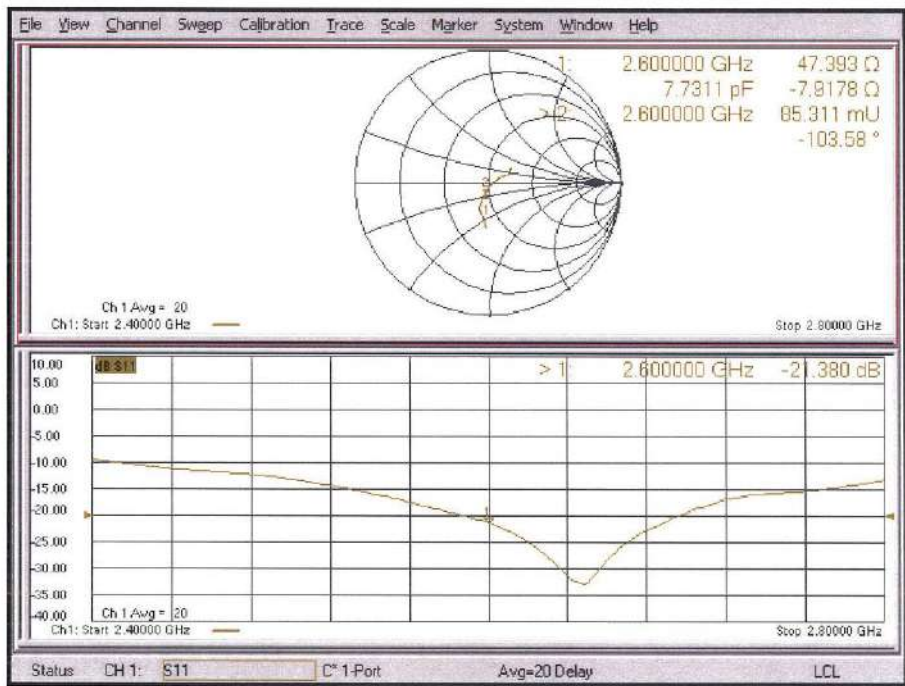 File View Channel Sweep Calibration Trace Scale Marker System Window Help
1: 2.600000 GHz 47.393 Ω
7.7311 pF -7.9178 Ω
> 2: 2.600000 GHz 85.311 mU
-103.58 °
Ch 1 Avg = 20
Ch1: Start 2.40000 GHz
Stop 2.80000 GHz
10.00 dB S11
> 1: 2.600000 GHz -21.380 dB
5.00
0.00
-5.00
-10.00
-15.00
-20.00
1
-25.00
-30.00
-35.00
-40.00
Ch 1 Avg = 20
Ch1: Start 2.40000 GHz
Stop 2.80000 GHz
Status CH 1: S11 C* 1-Port Avg=20 Delay LCL